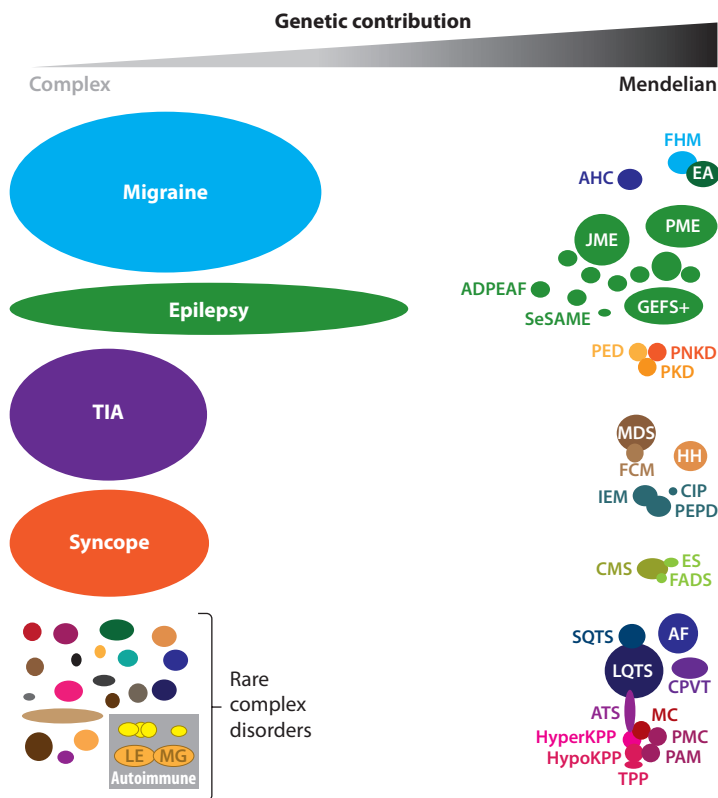 Genetic contribution
Complex
Mendelian
Migraine
FHM
EA
AHC
JME
PME
ADPEAF
Epilepsy
SeSAME
GEFS+
PED
PNKD
PKD
TIA
MDS
FCM
HH
IEM
CIP
PEPD
Syncope
CMS
ES
FADS
Rare
complex
disorders
LE
MG
Autoimmune
SQTS
AF
LQTS
CPVT
ATS
MC
HyperKPP
PMC
HypoKPP
PAM
TPP